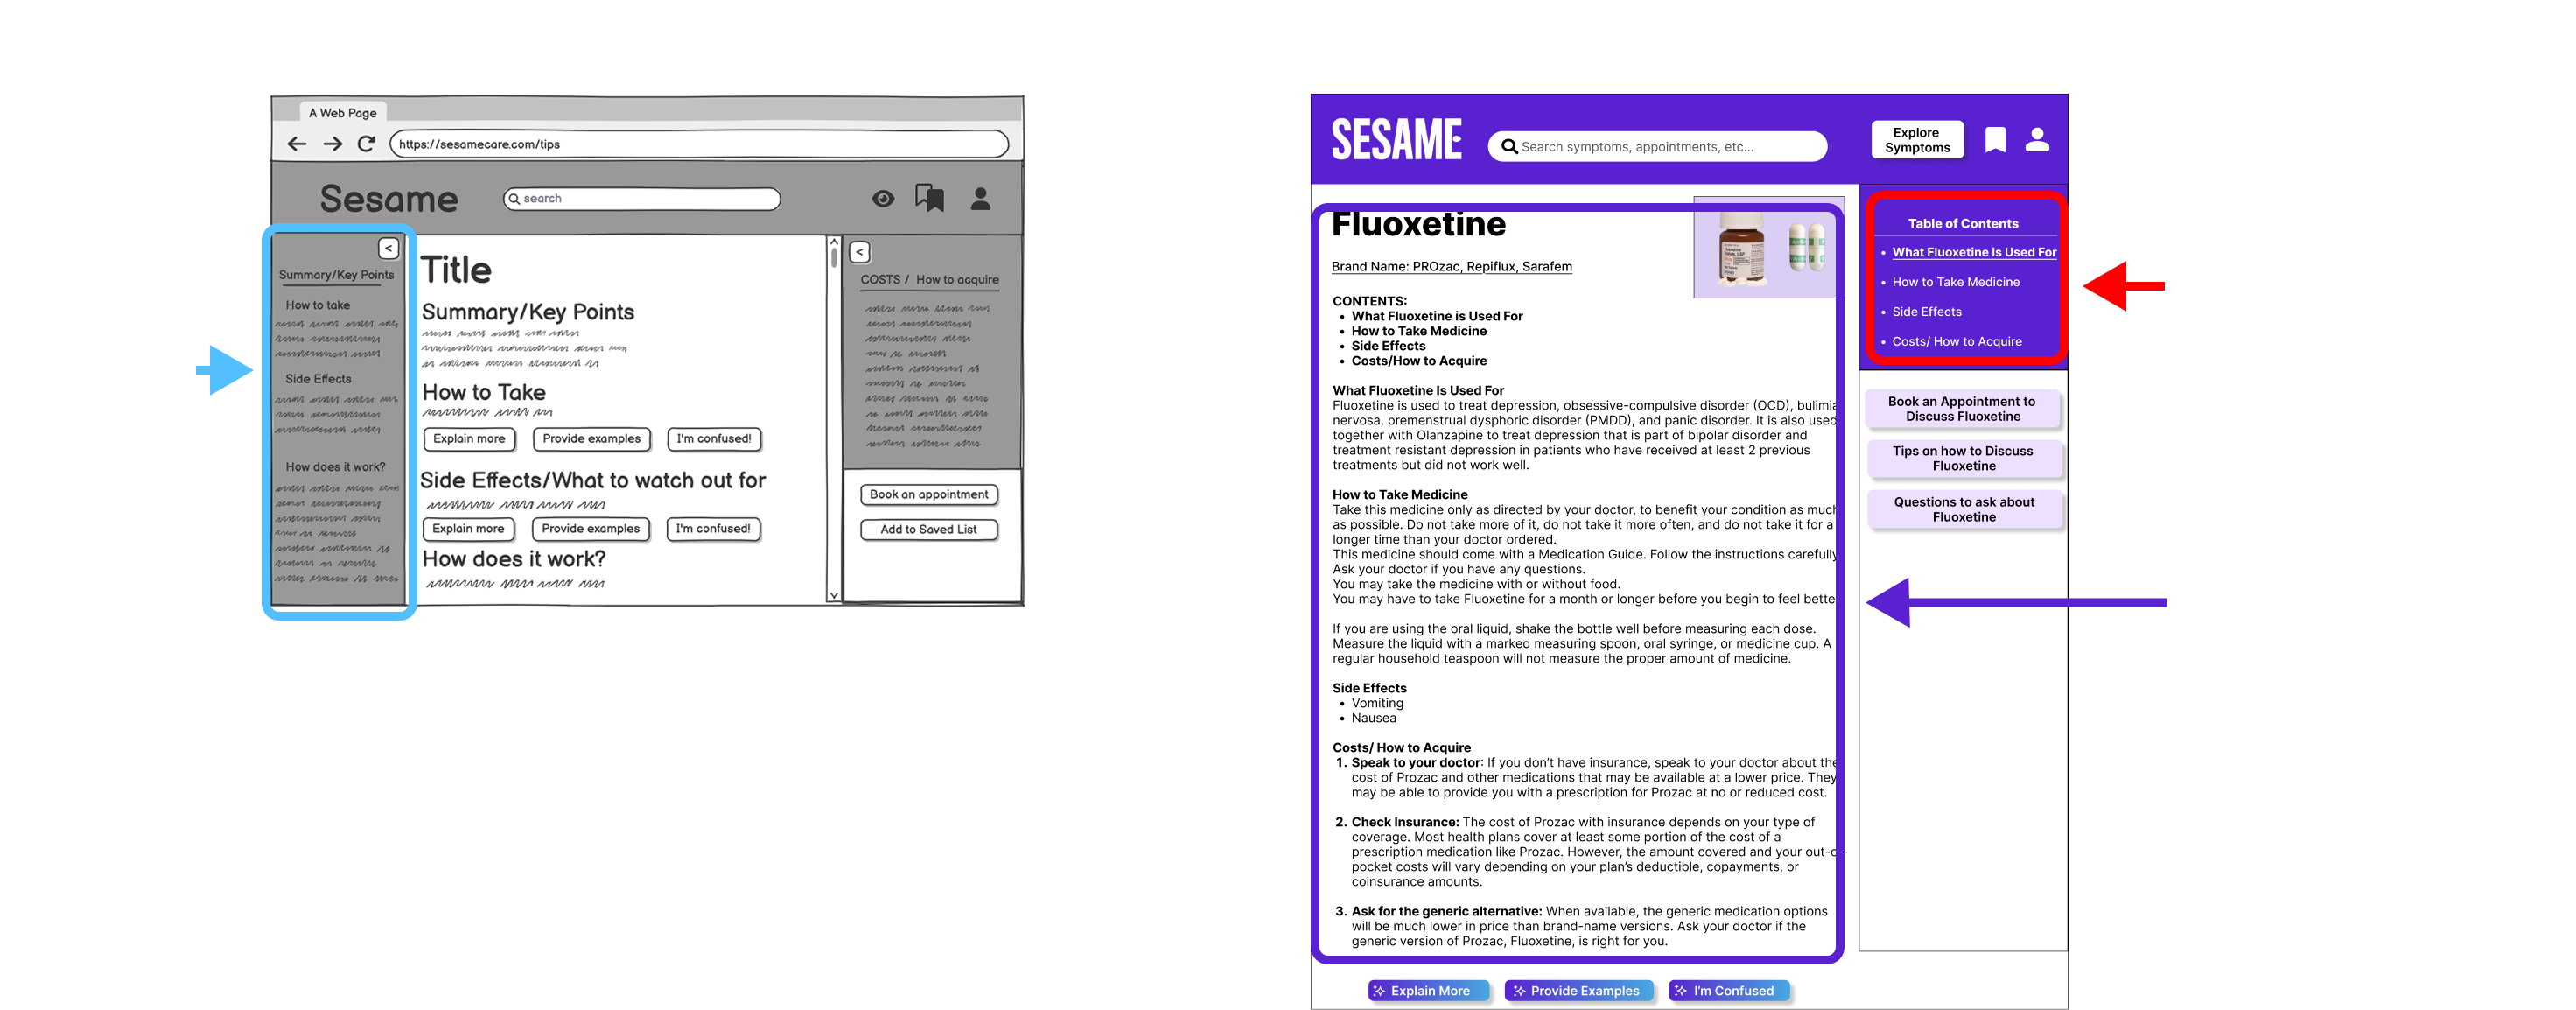 A Web Page
https://sesamecare.com/tips
Sesame
search
<
Summary/Key Points
How to take
Side Effects
How does it work?
Title
Summary/Key Points
How to Take
Explain more
Provide examples
I'm confused!
Side Effects/What to watch out for
Explain more
Provide examples
I'm confused!
How does it work?
<
COSTS / How to acquire
Book an appointment
Add to Saved List
SESAME
Search symptoms, appointments, etc...
Explore
Symptoms
Fluoxetine
Brand Name: PROzac, Repiflux, Sarafem
CONTENTS:
• What Fluoxetine is Used For
• How to Take Medicine
• Side Effects
• Costs/How to Acquire
What Fluoxetine Is Used For
Fluoxetine is used to treat depression, obsessive-compulsive disorder (OCD), bulimia
nervosa, premenstrual dysphoric disorder (PMDD), and panic disorder. It is also used
together with Olanzapine to treat depression that is part of bipolar disorder and
treatment resistant depression in patients who have received at least 2 previous
treatments but did not work well.
How to Take Medicine
Take this medicine only as directed by your doctor, to benefit your condition as much
as possible. Do not take more of it, do not take it more often, and do not take it for a
longer time than your doctor ordered.
This medicine should come with a Medication Guide. Follow the instructions carefully
Ask your doctor if you have any questions.
You may take the medicine with or without food.
You may have to take Fluoxetine for a month or longer before you begin to feel bette
If you are using the oral liquid, shake the bottle well before measuring each dose.
Measure the liquid with a marked measuring spoon, oral syringe, or medicine cup. A
regular household teaspoon will not measure the proper amount of medicine.
Side Effects
• Vomiting
• Nausea
Costs/ How to Acquire
1. Speak to your doctor: If you don’t have insurance, speak to your doctor about the
cost of Prozac and other medications that may be available at a lower price. They
may be able to provide you with a prescription for Prozac at no or reduced cost.
2. Check Insurance: The cost of Prozac with insurance depends on your type of
coverage. Most health plans cover at least some portion of the cost of a
prescription medication like Prozac. However, the amount covered and your out-o-
pocket costs will vary depending on your plan’s deductible, copayments, or
coinsurance amounts.
3. Ask for the generic alternative: When available, the generic medication options
will be much lower in price than brand-name versions. Ask your doctor if the
generic version of Prozac, Fluoxetine, is right for you.
Explain More
Provide Examples
I’m Confused
Table of Contents
• What Fluoxetine Is Used For
• How to Take Medicine
• Side Effects
• Costs/ How to Acquire
Book an Appointment to
Discuss Fluoxetine
Tips on how to Discuss
Fluoxetine
Questions to ask about
Fluoxetine